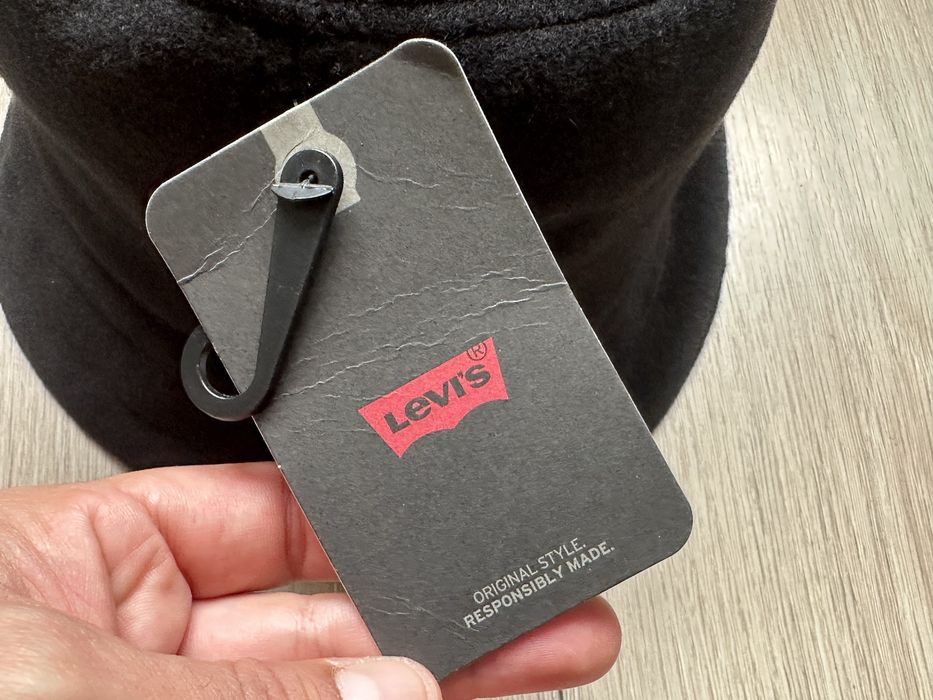 Levi's®
ORIGINAL STYLE.
RESPONSIBLY MADE.